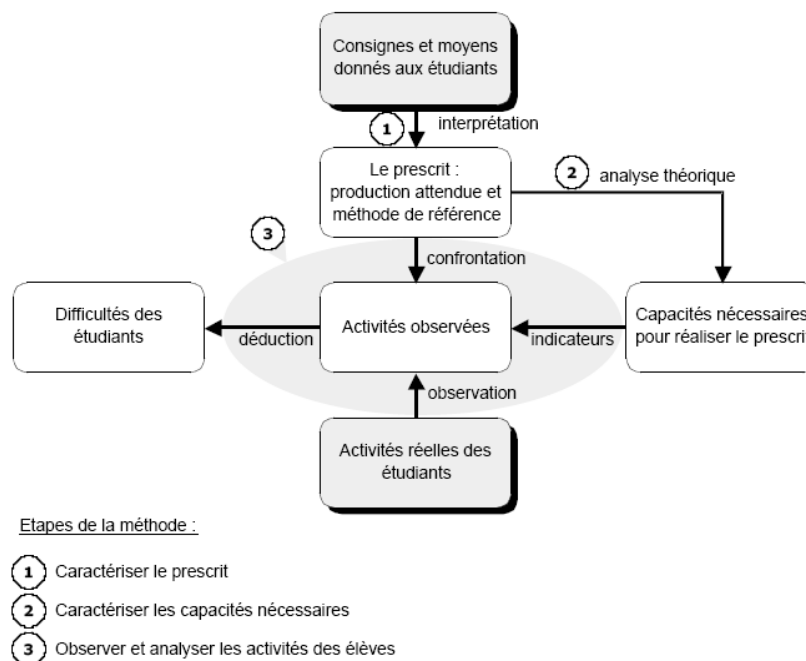 Consignes et moyens
donnés aux étudiants
1
interprétation
Le prescrit :
production attendue et
méthode de référence
2
analyse théorique
3
confrontation
Difficultés des
étudiants
déduction
Activités observées
indicateurs
Capacités nécessaires
pour réaliser le prescrit
observation
Activités réelles des
étudiants
Etapes de la méthode :
1 Caractériser le prescrit
2 Caractériser les capacités nécessaires
3 Observer et analyser les activités des élèves